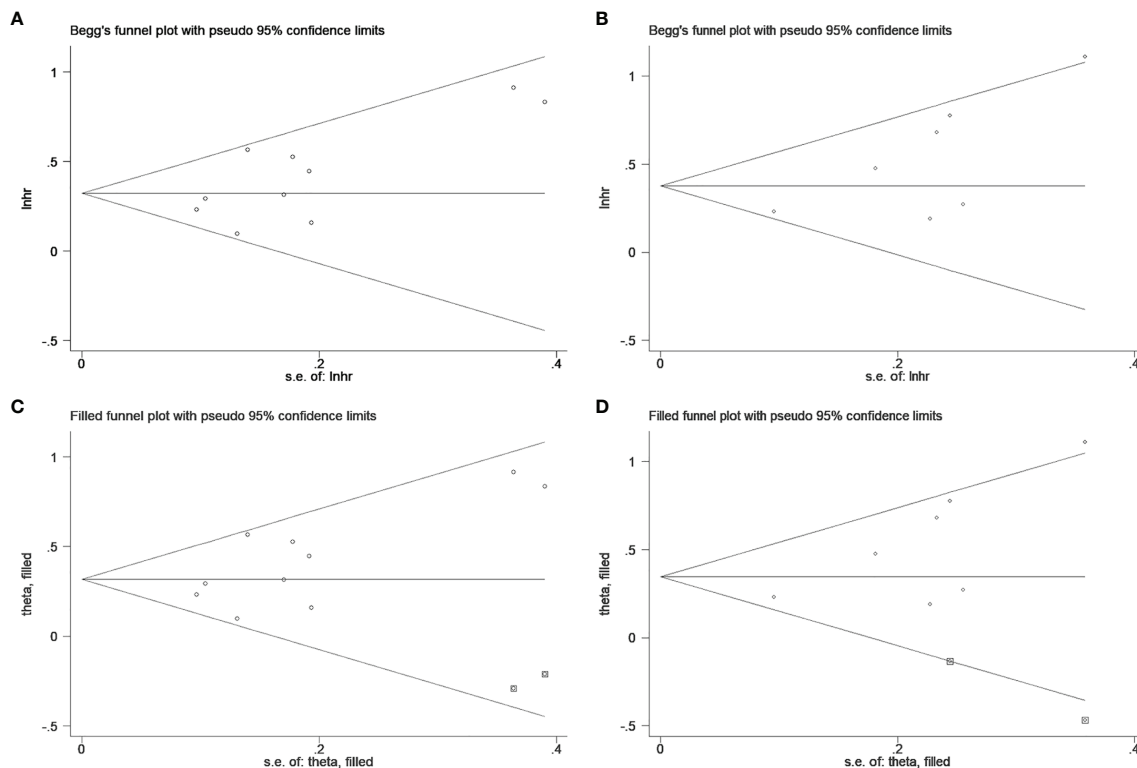 A
Begg's funnel plot with pseudo 95% confidence limits
1
.5
0
-.5
lnhr
0
.2
.4
s.e. of: lnhr
B
Begg's funnel plot with pseudo 95% confidence limits
1
.5
0
-.5
lnhr
0
.2
.4
s.e. of: lnhr
C
Filled funnel plot with pseudo 95% confidence limits
1
.5
0
-.5
theta, filled
0
.2
.4
s.e. of: theta, filled
D
Filled funnel plot with pseudo 95% confidence limits
1
.5
0
-.5
theta, filled
0
.2
.4
s.e. of: theta, filled